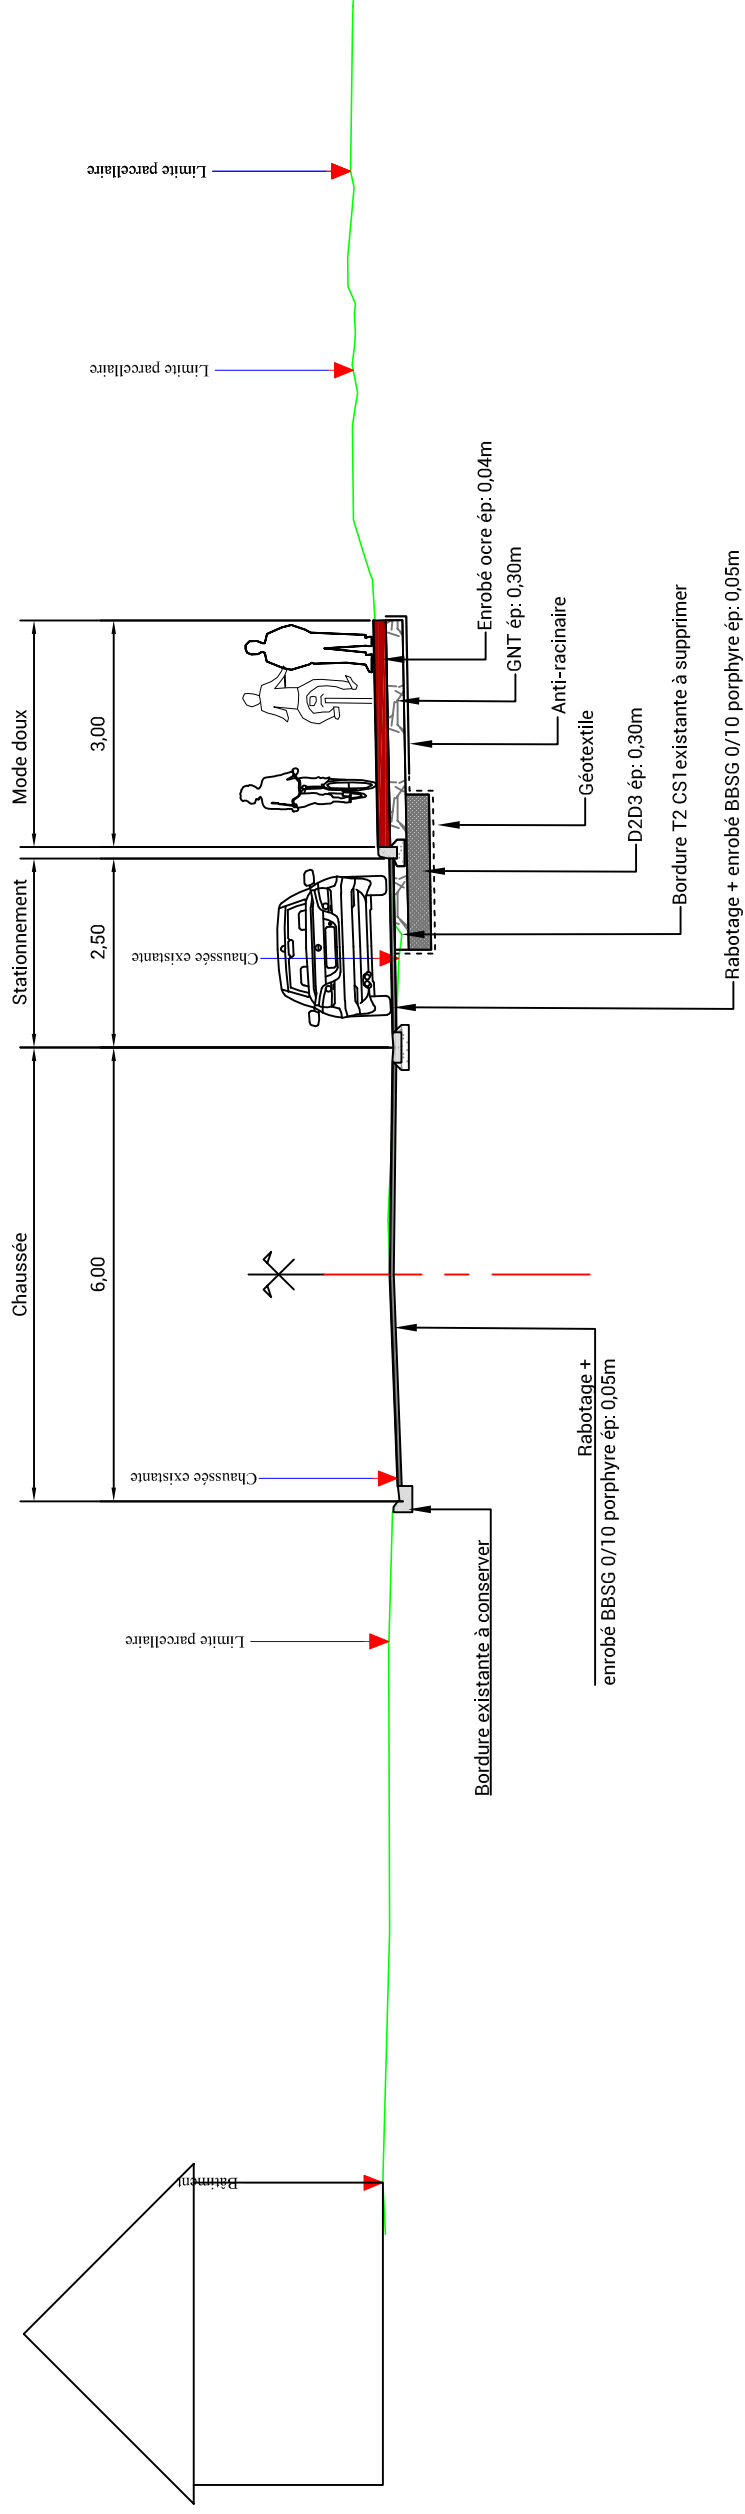 Chaussée
Stationnement
Mode doux
6,00
2,50
3,00
Bâtiment
Limite parcellaire
Chaussée existante
Chaussée existante
Limite parcellaire
Limite parcellaire
Bordure existante à conserver
Rabotage +
enrobé BBSG 0/10 porphyre ép: 0,05m
Enrobé ocre ép: 0,04m
GNT ép: 0,30m
Anti-racinaire
Géotextile
D2D3 ép: 0,30m
Bordure T2 CS1existante à supprimer
Rabotage + enrobé BBSG 0/10 porphyre ép: 0,05m